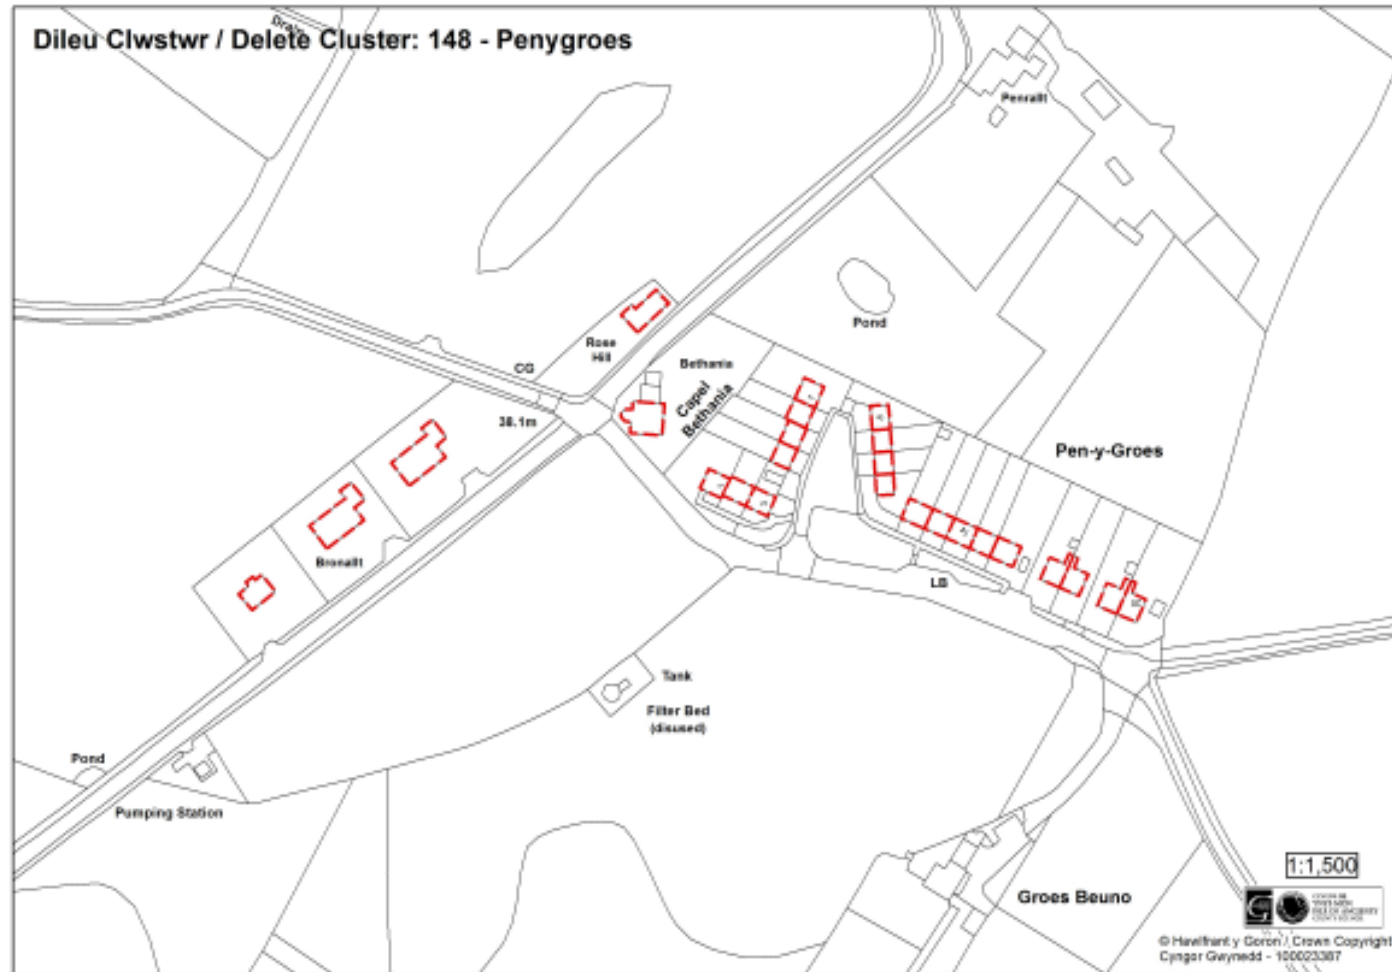 Drain
Dileu Clwstwr / Delete Cluster: 148 - Penygroes
Penrallt
Pond
Rose
Hill
Bethania
CG
Capel
Bethania
38.1m
Pen-y-Groes
Bronallt
LB
Tank
Filter Bed
(disused)
Pond
Pumping Station
1:1,500
Groes Beuno
© Hawlfraint y Goron / Crown Copyright
Cyngor Gwynedd - 100023387